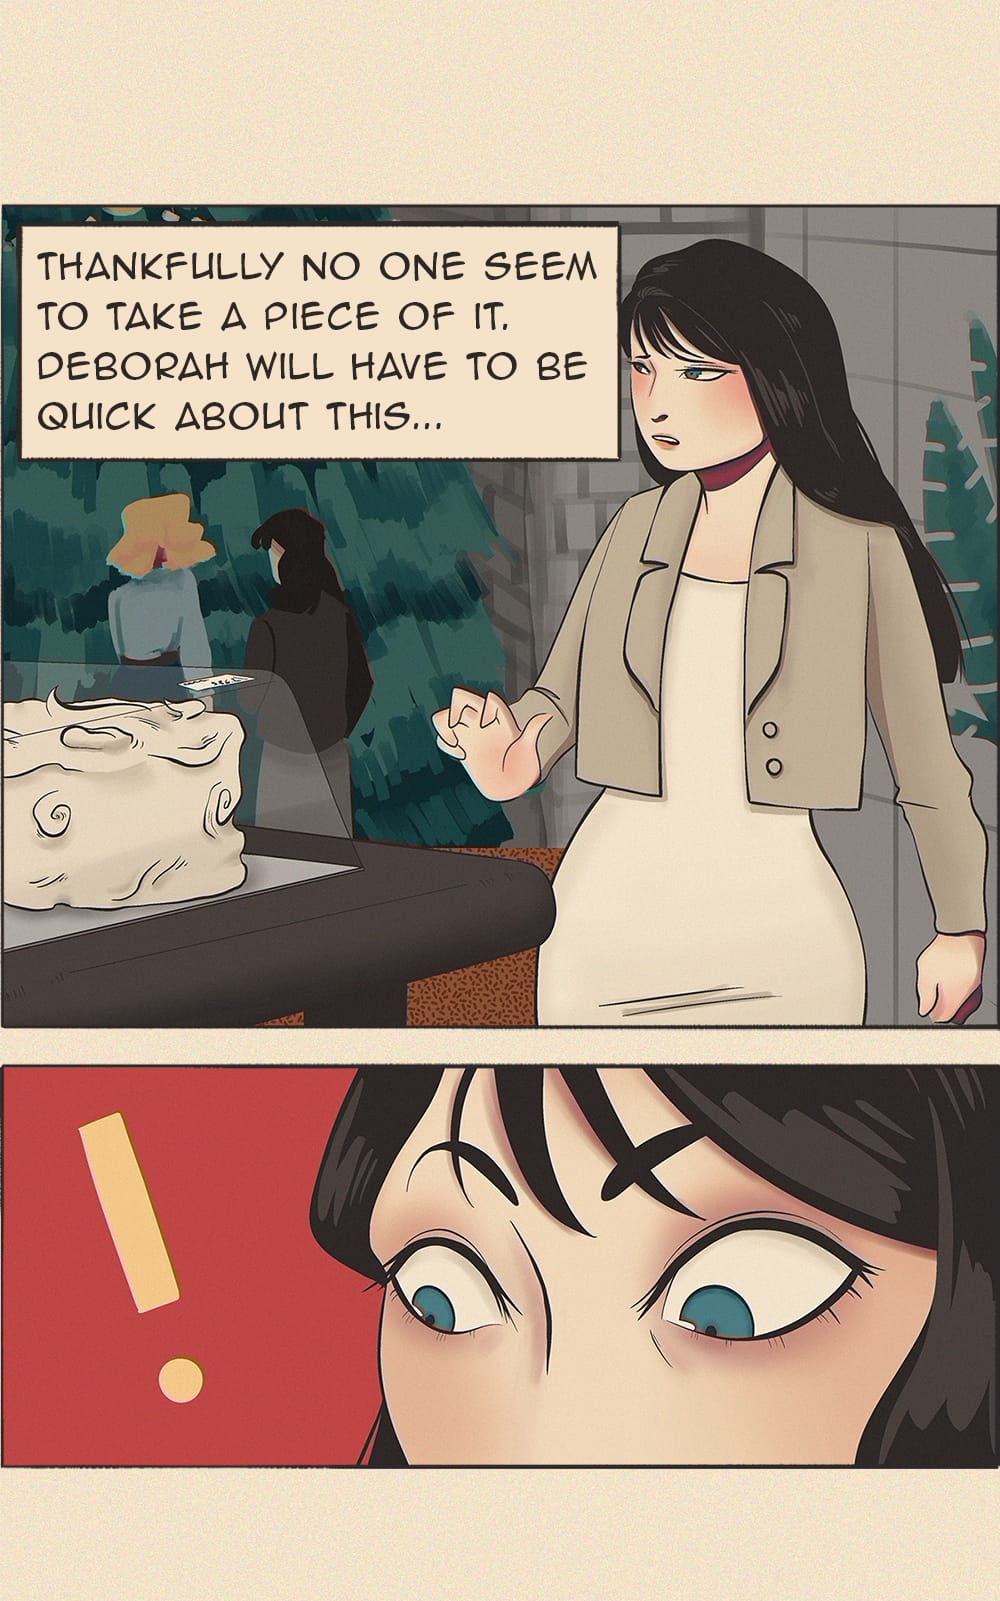 THANKFULLY NO ONE SEEM
TO TAKE A PIECE OF IT.
DEBORAH WILL HAVE TO BE
QUICK ABOUT THIS...
!